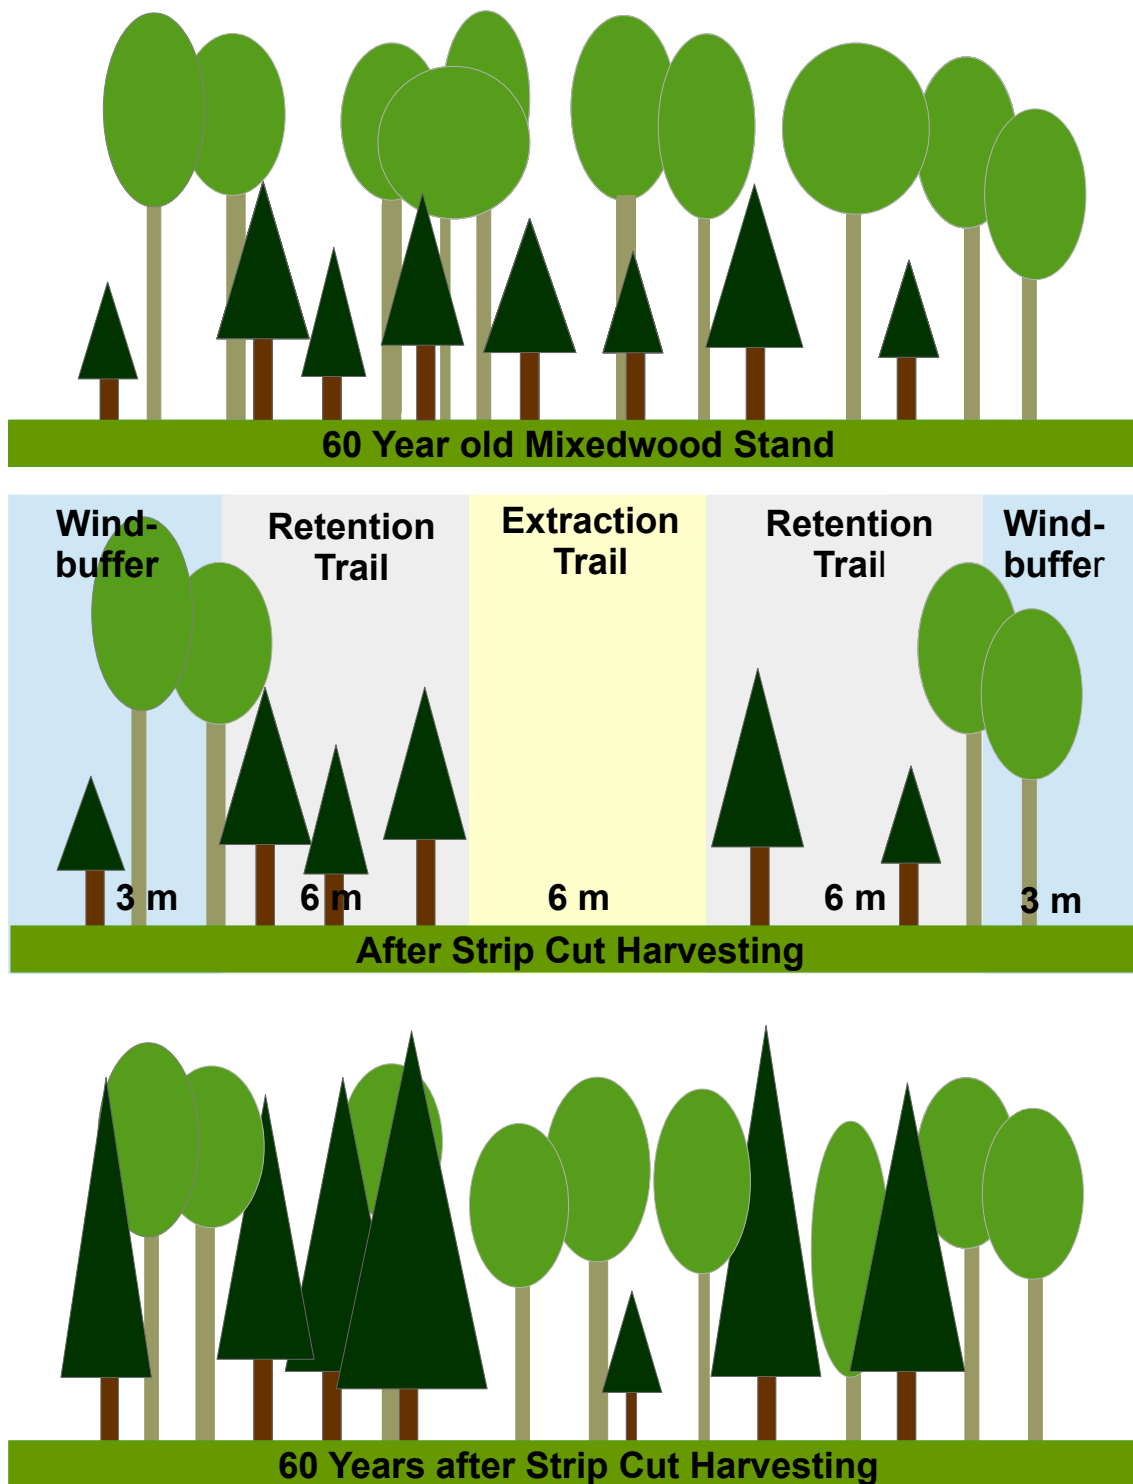 60 Year old Mixedwood Stand
Wind-
buffer
Retention
Trail
Extraction
Trail
Retention
Trail
Wind-
buffer
3 m
6 m
6 m
6 m
3 m
After Strip Cut Harvesting
60 Years after Strip Cut Harvesting